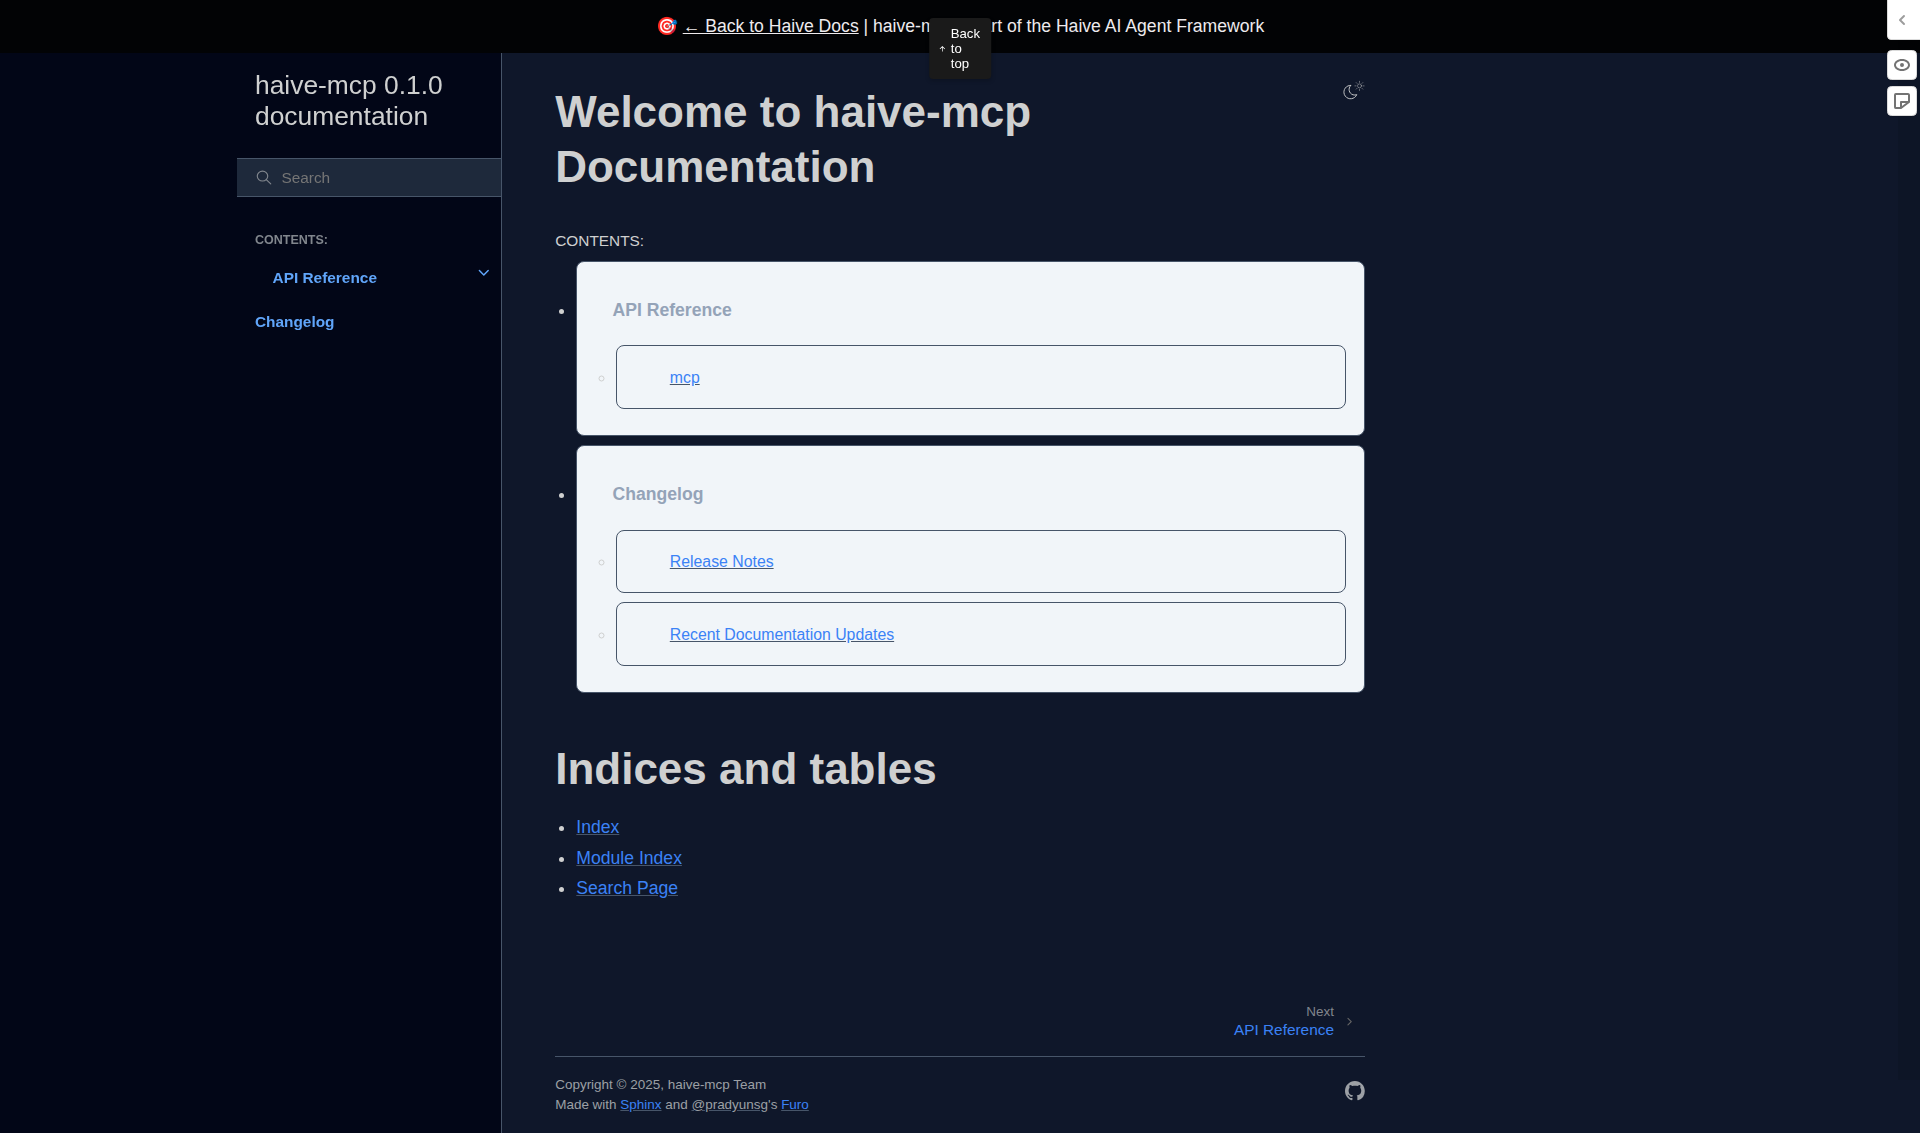 🎯 ← Back to Haive Docs | haive-m rt of the Haive AI Agent Framework
Back
to
top
haive-mcp 0.1.0
documentation
Search
CONTENTS:
API Reference
Changelog
Welcome to haive-mcp
Documentation
CONTENTS:
API Reference
mcp
Changelog
Release Notes
Recent Documentation Updates
Indices and tables
Index
Module Index
Search Page
Next
API Reference
Copyright © 2025, haive-mcp Team
Made with Sphinx and @pradyunsg's Furo